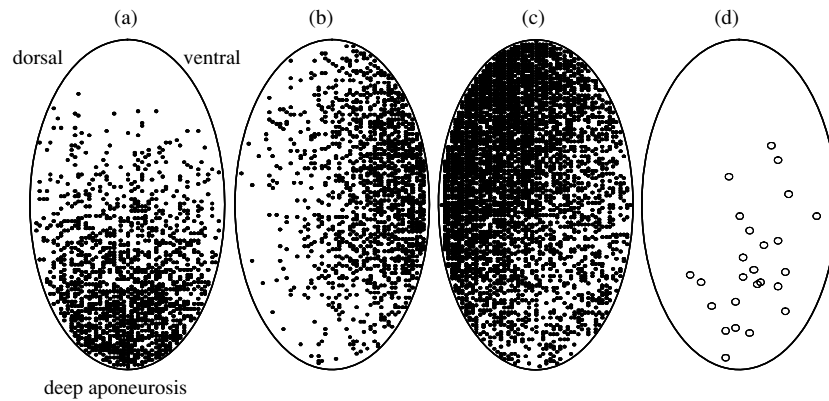 (a) (b) (c) (d)
dorsal ventral
deep aponeurosis